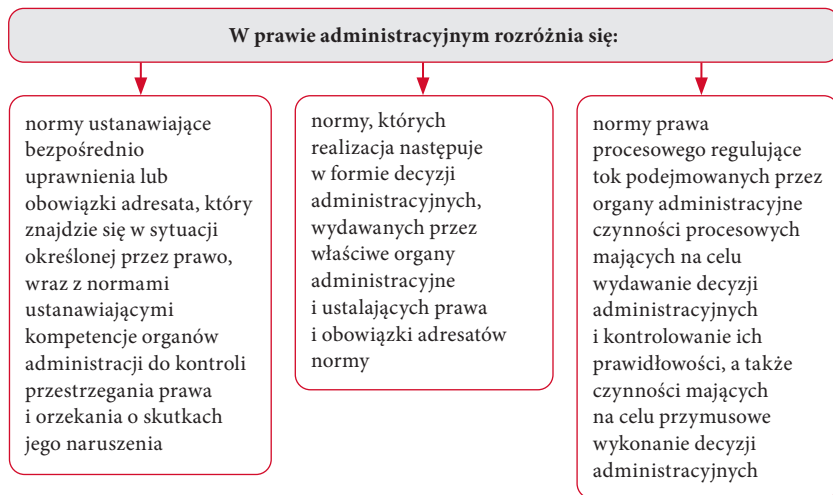 W prawie administracyjnym rozróżnia się:
normy ustanawiające
bezpośrednio
uprawnienia lub
obowiązki adresata, który
znajdzie się w sytuacji
określonej przez prawo,
wraz z normami
ustanawiającymi
kompetencje organów
administracji do kontroli
przestrzegania prawa
i orzekania o skutkach
jego naruszenia
normy, których
realizacja następuje
w formie decyzji
administracyjnych,
wydawanych przez
właściwe organy
administracyjne
i ustalających prawa
i obowiązki adresatów
normy
normy prawa
procesowego regulujące
tok podejmowanych przez
organy administracyjne
czynności procesowych
mających na celu
wydawanie decyzji
administracyjnych
i kontrolowanie ich
prawidłowości, a także
czynności mających
na celu przymusowe
wykonanie decyzji
administracyjnych